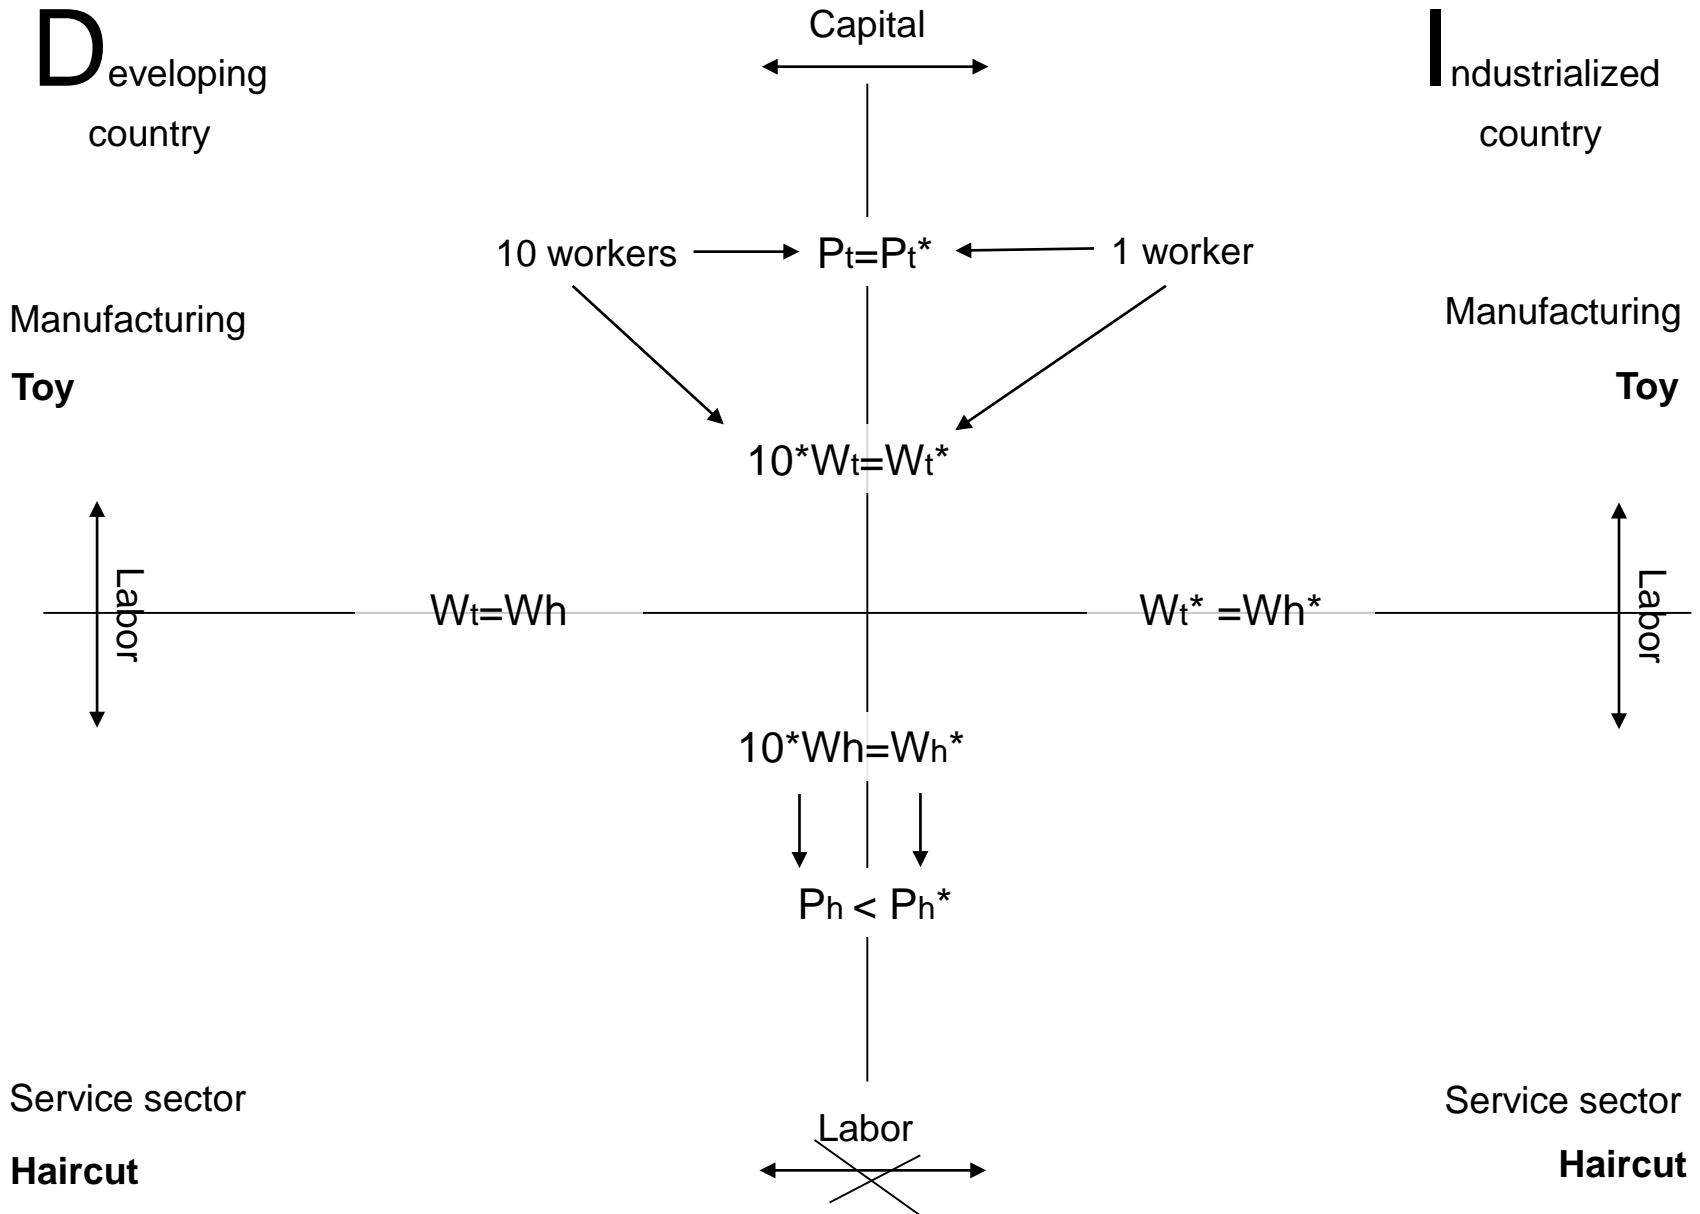 Developing
country
Capital
Industrialized
country
10 workers
Pt=Pt*
1 worker
Manufacturing
Toy
Manufacturing
Toy
10*Wt=Wt*
Labor
Wt=Wh
Wt* =Wh*
Labor
10*Wh=Wh*
Ph < Ph*
Service sector
Haircut
Labor
Service sector
Haircut